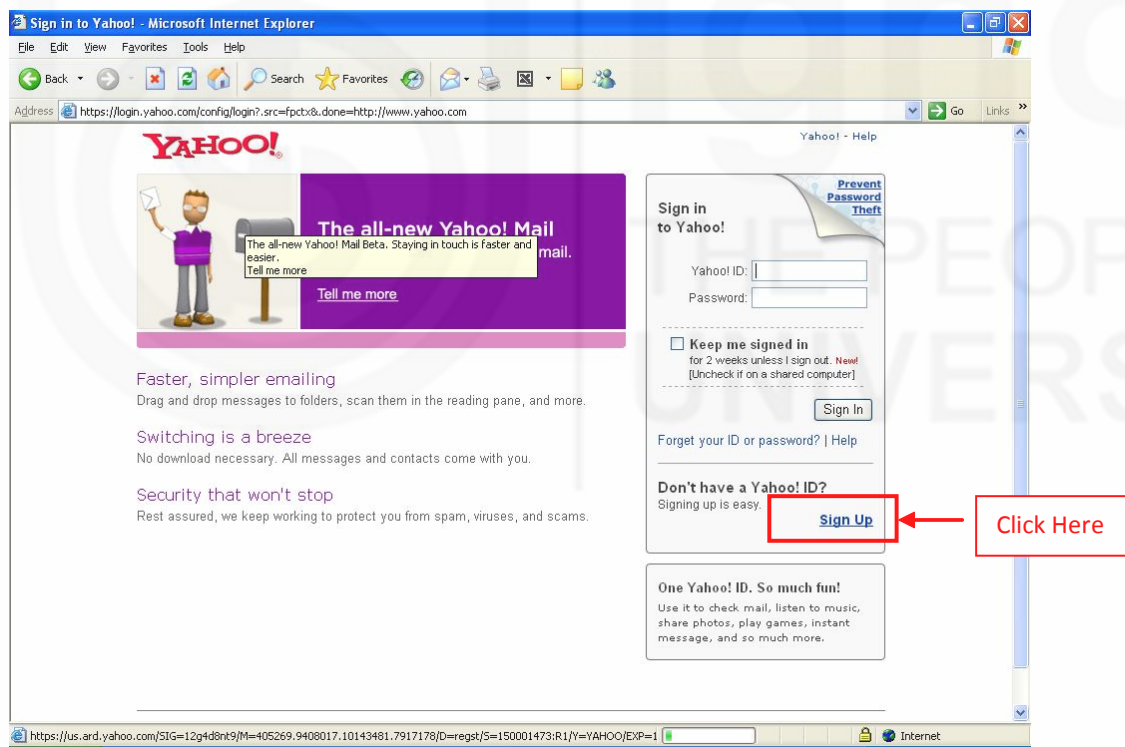 Sign in to Yahoo! - Microsoft Internet Explorer
File Edit View Favorites Tools Help
Back Search Favorites
Address https://login.yahoo.com/config/login?.src=fpctx&.done=http://www.yahoo.com Go Links »
YAHOO!
Yahoo! - Help
The all-new Yahoo! Mail
mail.
The all-new Yahoo! Mail Beta. Staying in touch is faster and
easier.
Tell me more
Tell me more
Faster, simpler emailing
Drag and drop messages to folders, scan them in the reading pane, and more.
Switching is a breeze
No download necessary. All messages and contacts come with you.
Security that won't stop
Rest assured, we keep working to protect you from spam, viruses, and scams.
Prevent
Password
Theft
Sign in
to Yahoo!
Yahoo! ID:
Password:
Keep me signed in
for 2 weeks unless I sign out. New!
[Uncheck if on a shared computer]
Sign In
Forget your ID or password? | Help
Don't have a Yahoo! ID?
Signing up is easy.
Sign Up
Click Here
One Yahoo! ID. So much fun!
Use it to check mail, listen to music,
share photos, play games, instant
message, and so much more.
https://us.ard.yahoo.com/SIG=12g4d8nt9/M=405269.9408017.10143481.7917178/D=regst/S=150001473:R1/Y=YAHOO/EXP=1 Internet
THE PEOP
UNIVERS